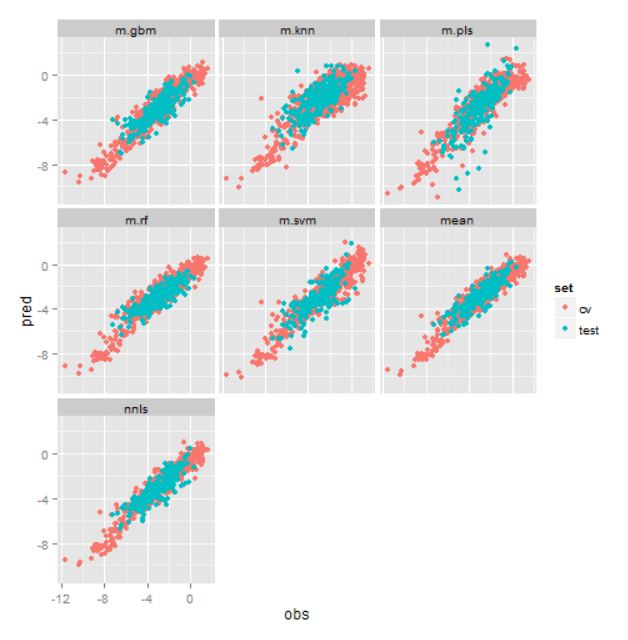 m.gbm m.knn m.pls
0
-4
-8
m.rf m.svm mean
0
-4
-8
pred
set
cv
test
nnls
0
-4
-8
-12 -8 -4 0
obs